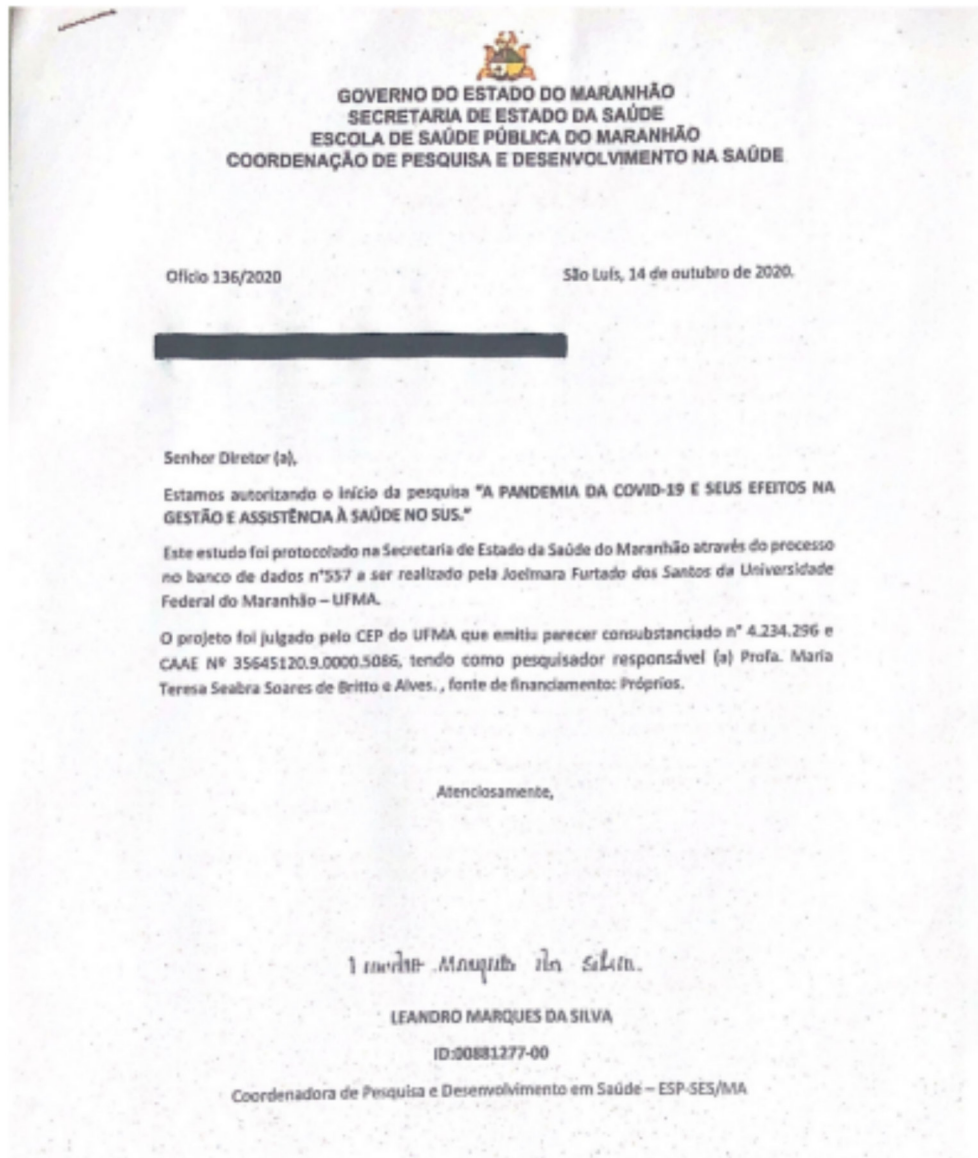 GOVERNO DO ESTADO DO MARANHÃO
SECRETARIA DE ESTADO DA SAÚDE
ESCOLA DE SAÚDE PÚBLICA DO MARANHÃO
COORDENAÇÃO DE PESQUISA E DESENVOLVIMENTO NA SAÚDE
Ofício 136/2020 São Luís, 14 de outubro de 2020.
Senhor Diretor (a),
Estamos autorizando o início da pesquisa "A PANDEMIA DA COVID-19 E SEUS EFEITOS NA
GESTÃO E ASSISTÊNCIA À SAÚDE NO SUS."
Este estudo foi protocolado na Secretaria de Estado da Saúde do Maranhão através do processo
no banco de dados n°557 a ser realizado pela Joelmara Furtado dos Santos da Universidade
Federal do Maranhão – UFMA.
O projeto foi julgado pelo CEP do UFMA que emitiu parecer consubstanciado n° 4.234.296 e
CAAE Nº 35645120.9.0000.5086, tendo como pesquisador responsável (a) Profa. Maria
Teresa Seabra Soares de Britto e Alves. , fonte de financiamento: Próprios.
Atenciosamente,
Leandro Marques da Silva.
LEANDRO MARQUES DA SILVA
ID:00881277-00
Coordenadora de Pesquisa e Desenvolvimento em Saúde – ESP-SES/MA